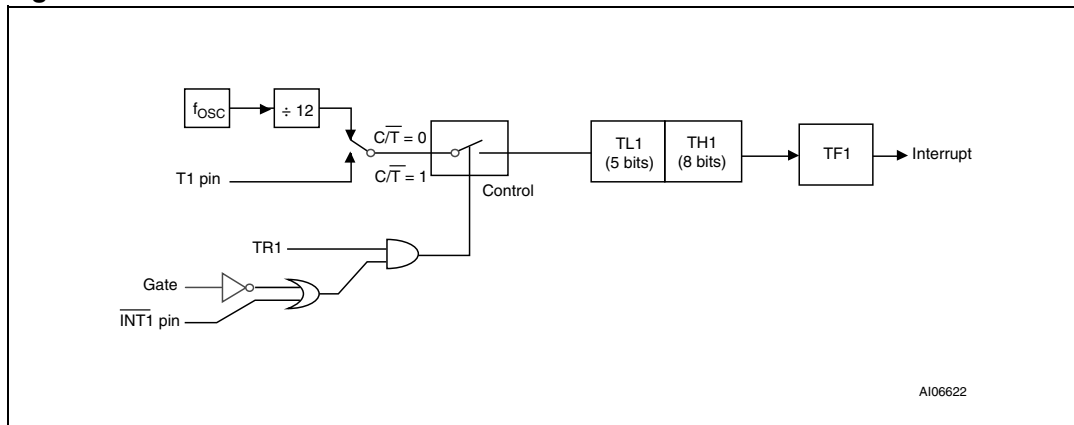 fOSC
÷ 12
C/T̅ = 0
C/T̅ = 1
T1 pin
Control
TL1
(5 bits)
TH1
(8 bits)
TF1
Interrupt
TR1
Gate
I̅N̅T̅1̅ pin
AI06622